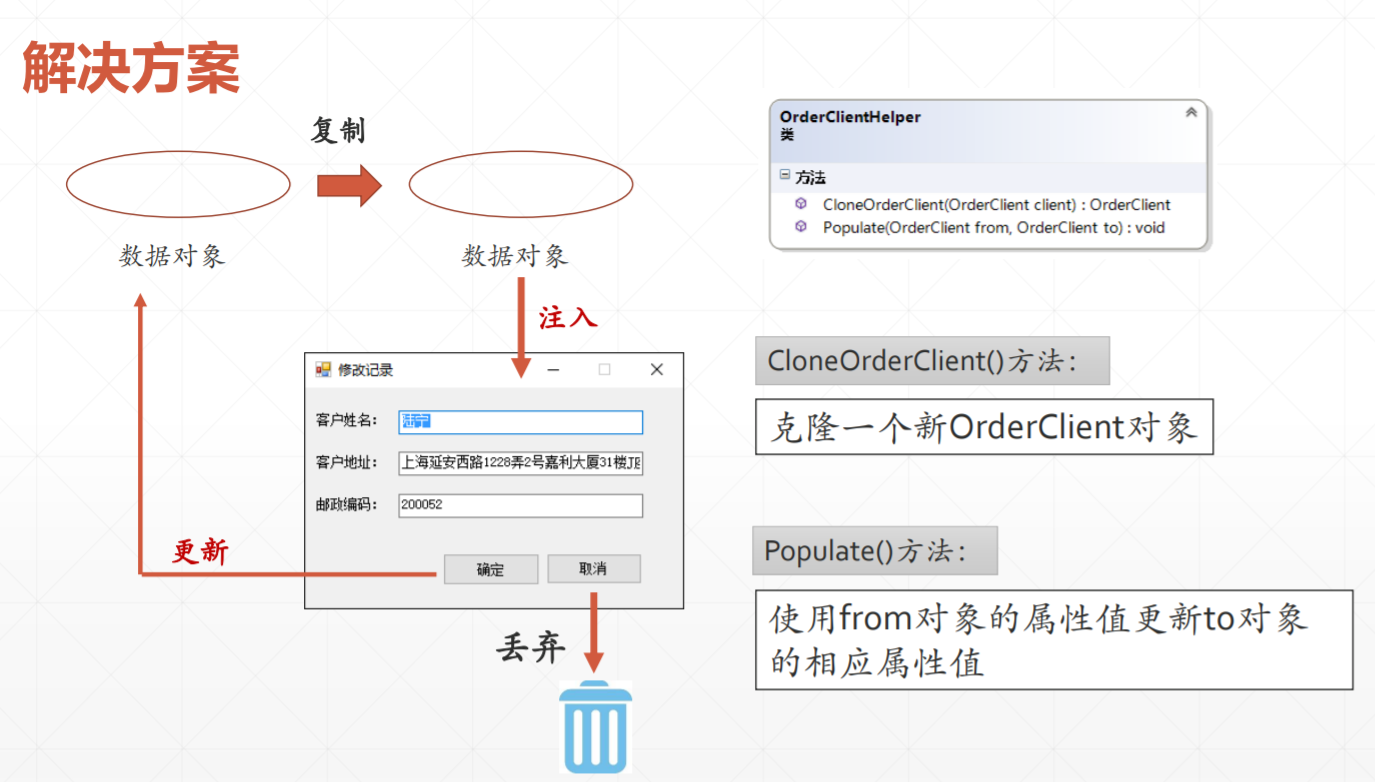 解决方案
复制
数据对象
数据对象
注入
修改记录
客户姓名：
陆宁
客户地址：
上海延安西路1228弄2号嘉利大厦31楼J座
邮政编码：
200052
确定
取消
更新
丢弃
OrderClientHelper
类
方法
CloneOrderClient(OrderClient client) : OrderClient
Populate(OrderClient from, OrderClient to) : void
CloneOrderClient()方法：
克隆一个新OrderClient对象
Populate()方法：
使用from对象的属性值更新to对象
的相应属性值